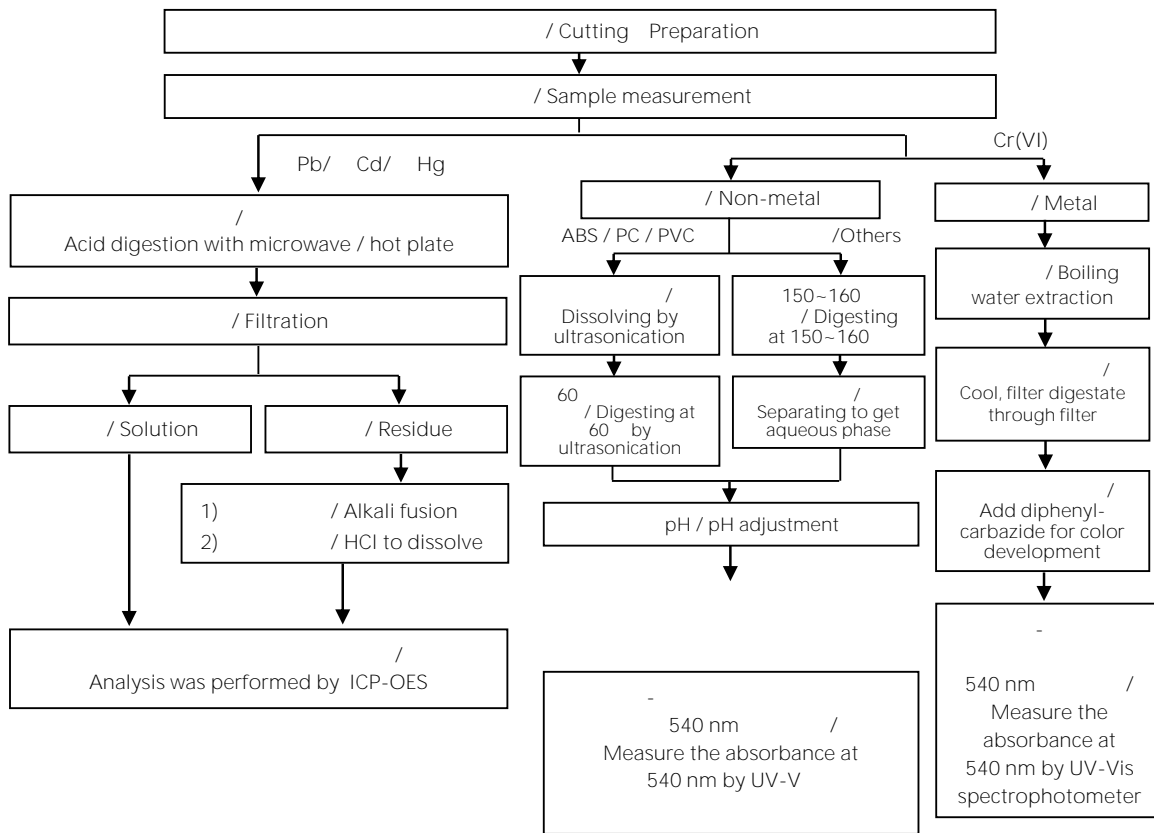 / Cutting Preparation
/ Sample measurement
Pb/ Cd/ Hg
Cr(VI)
/
Acid digestion with microwave / hot plate
/ Filtration
/ Solution
/ Residue
1) / Alkali fusion
2) / HCl to dissolve
/
Analysis was performed by ICP-OES
/ Non-metal
ABS / PC / PVC
/Others
/
Dissolving by
ultrasonication
150~160
/ Digesting
at 150~160
60
/ Digesting at
60 by
ultrasonication
/
Separating to get
aqueous phase
pH / pH adjustment
-
540 nm /
Measure the absorbance at
540 nm by UV-V
/ Metal
/ Boiling
water extraction
/
Cool, filter digestate
through filter
/
Add diphenyl-
carbazide for color
development
-
540 nm /
Measure the
absorbance at
540 nm by UV-Vis
spectrophotometer